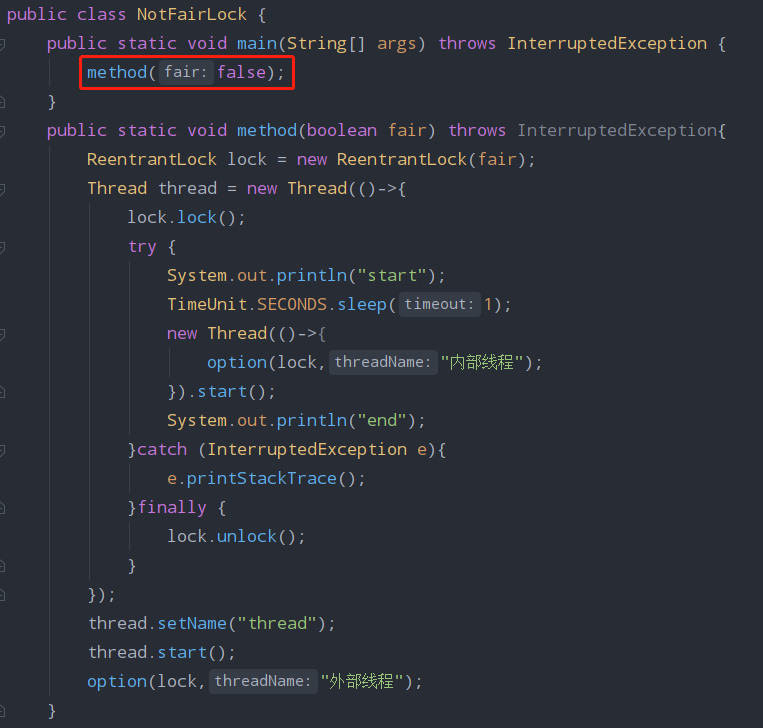 public class NotFairLock {
public static void main(String[] args) throws InterruptedException {
method( fair: false);
}
public static void method(boolean fair) throws InterruptedException{
ReentrantLock lock = new ReentrantLock(fair);
Thread thread = new Thread(()->{
lock.lock();
try {
System.out.println("start");
TimeUnit.SECONDS.sleep( timeout: 1);
new Thread(()->{
option(lock, threadName: "内部线程");
}).start();
System.out.println("end");
}catch (InterruptedException e){
e.printStackTrace();
}finally {
lock.unlock();
}
});
thread.setName("thread");
thread.start();
option(lock, threadName: "外部线程");
}